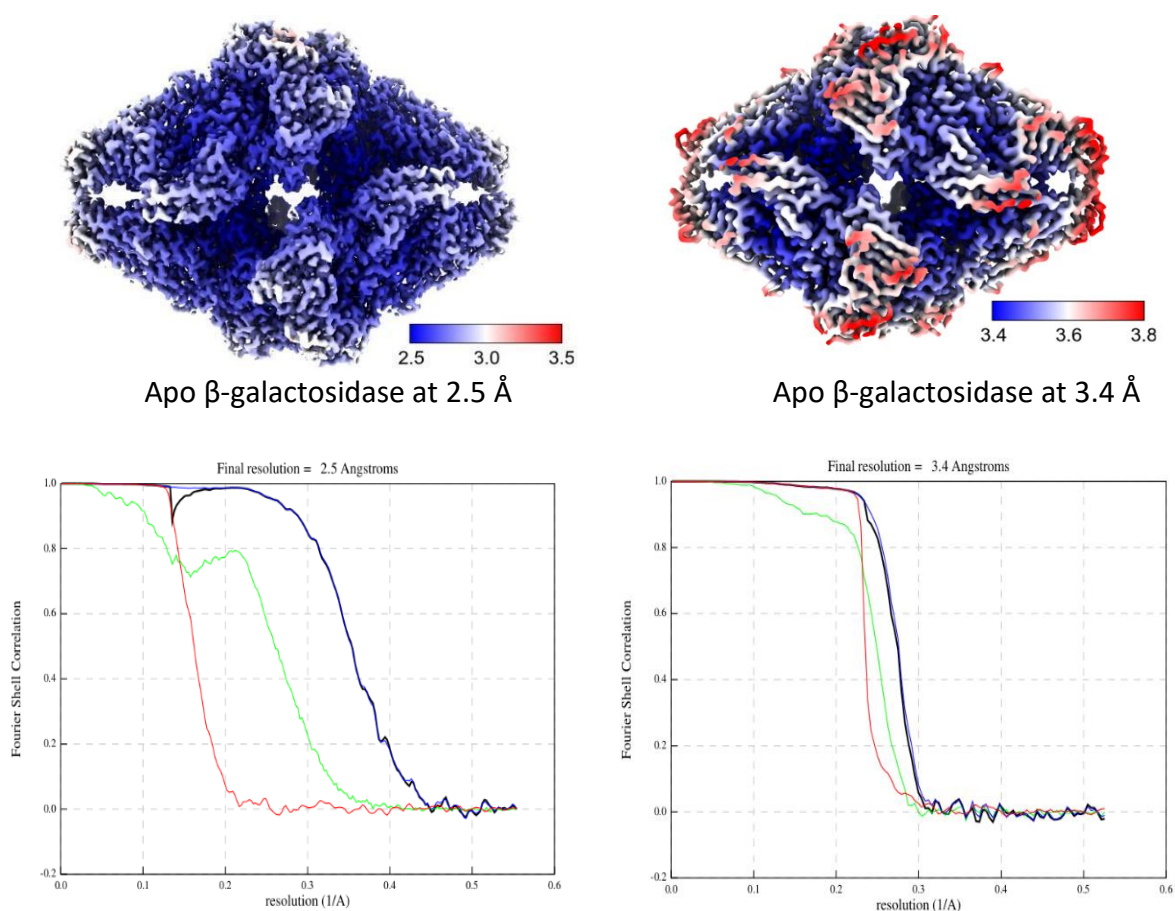 2.5 3.0 3.5
3.4 3.6 3.8
Apo β-galactosidase at 2.5 Å
Apo β-galactosidase at 3.4 Å
Final resolution = 2.5 Angstroms
1.0
0.8
0.6
0.4
0.2
0.0
-0.2
Fourier Shell Correlation
0.0 0.1 0.2 0.3 0.4 0.5 0.6
resolution (1/A)
Final resolution = 3.4 Angstroms
1.0
0.8
0.6
0.4
0.2
0.0
-0.2
Fourier Shell Correlation
0.0 0.1 0.2 0.3 0.4 0.5 0.6
resolution (1/A)